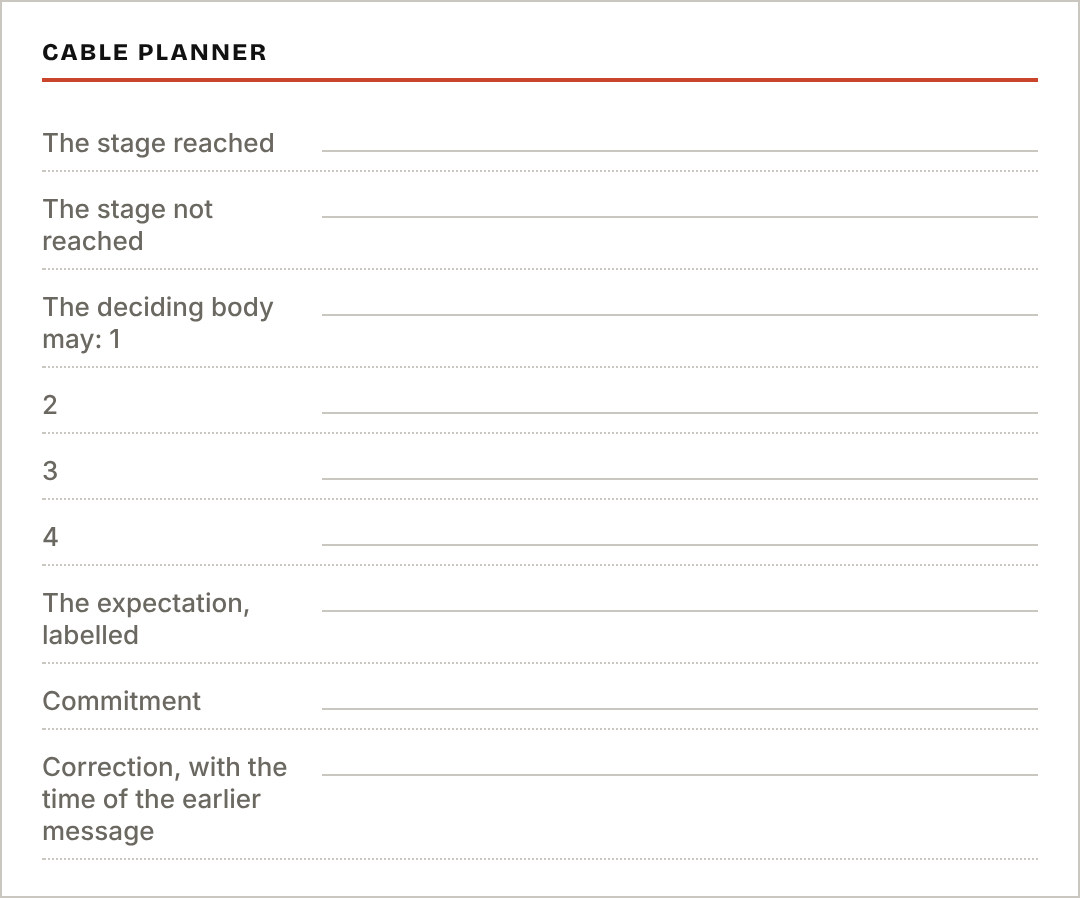 CABLE PLANNER
The stage reached
The stage not
reached
The deciding body
may: 1
2
3
4
The expectation,
labelled
Commitment
Correction, with the
time of the earlier
message